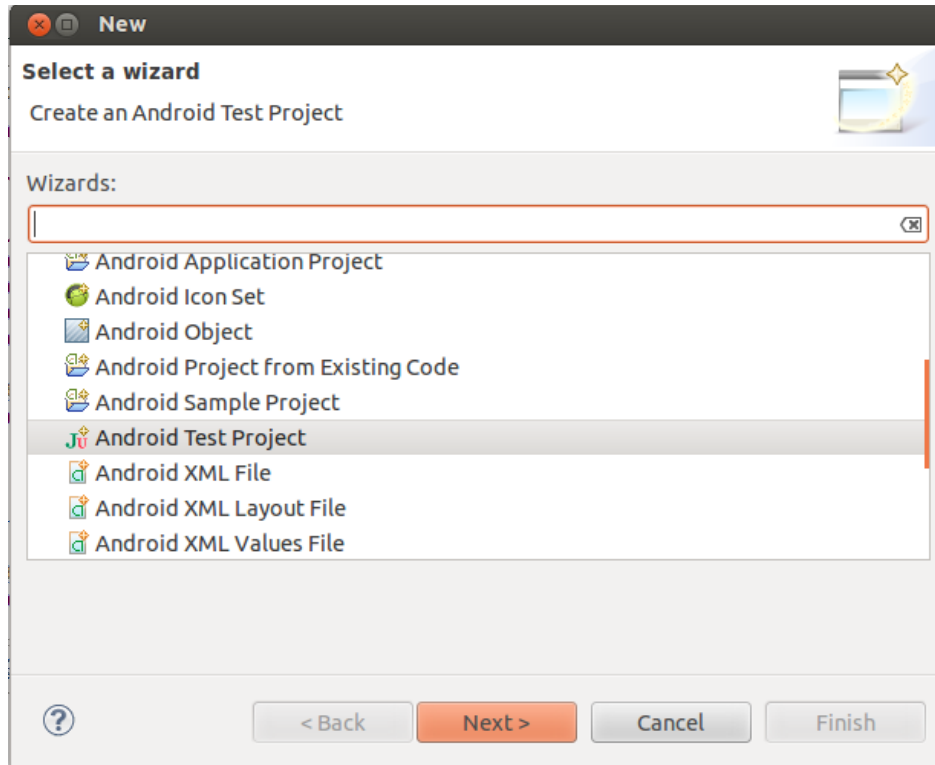 New
Select a wizard
Create an Android Test Project
Wizards:
Android Application Project
Android Icon Set
Android Object
Android Project from Existing Code
Android Sample Project
Android Test Project
Android XML File
Android XML Layout File
Android XML Values File
? < Back Next > Cancel Finish